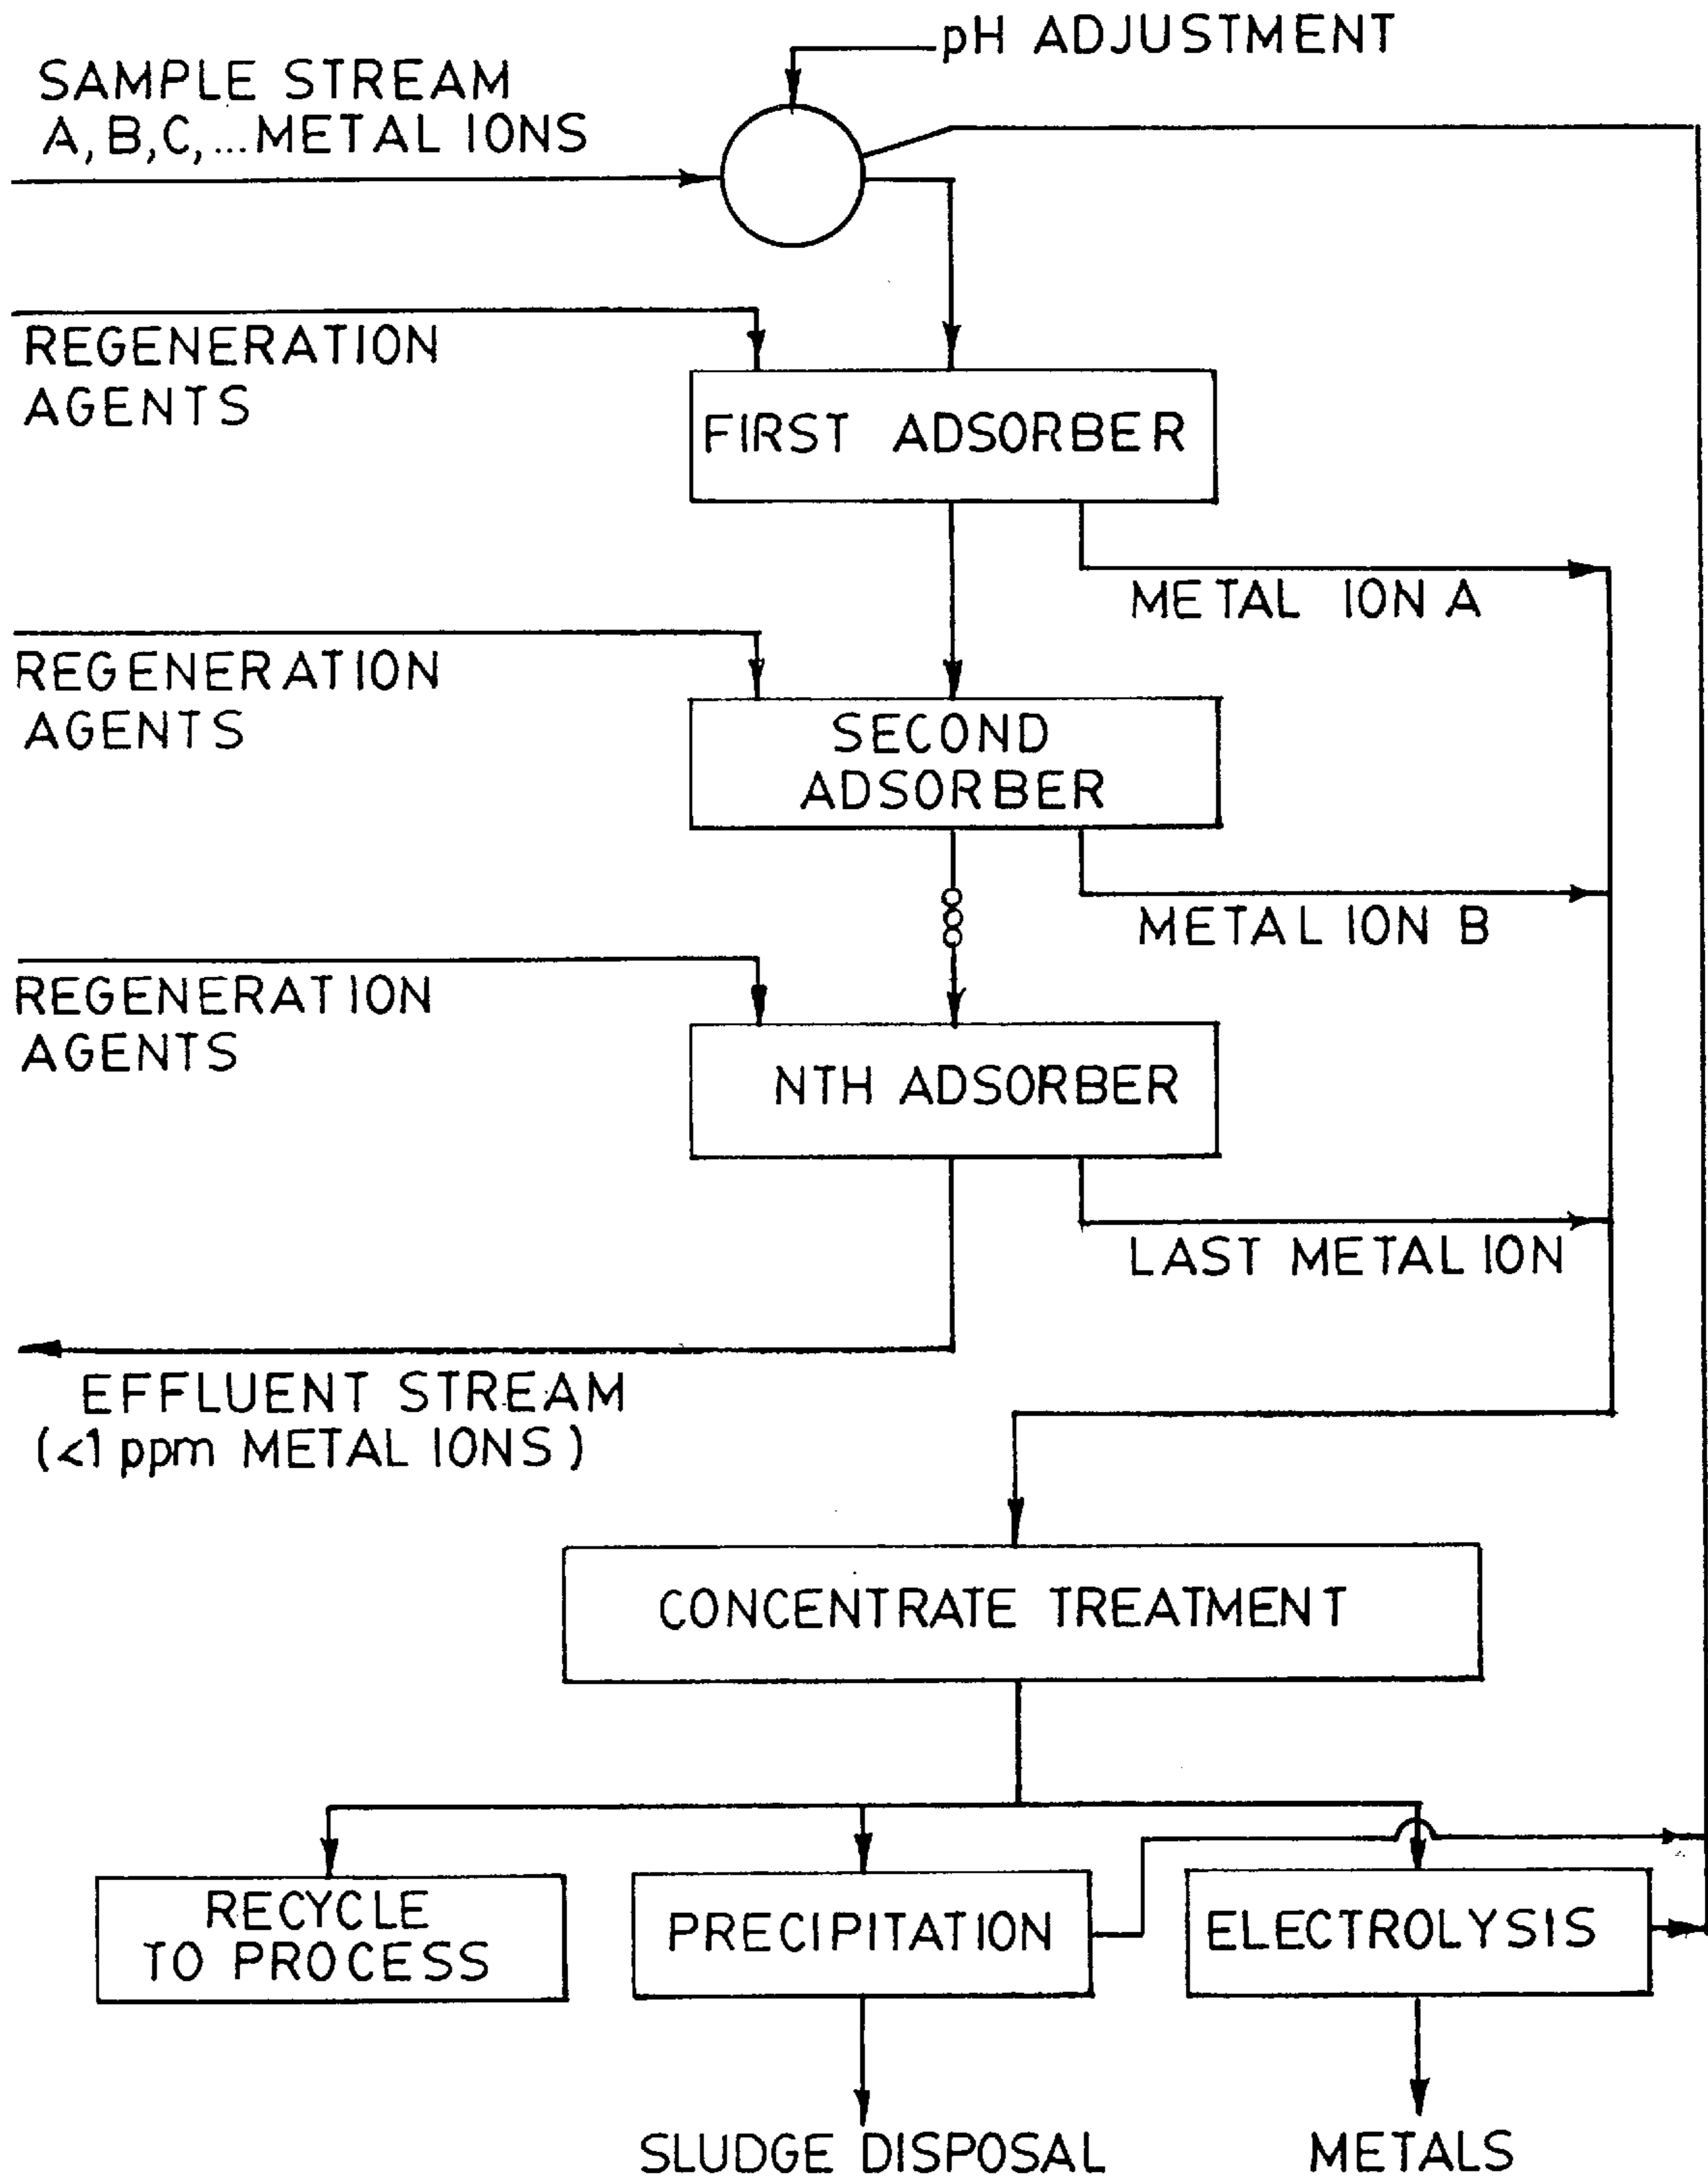 pH ADJUSTMENT
SAMPLE STREAM
A, B, C, ... METAL IONS
REGENERATION
AGENTS
FIRST ADSORBER
METAL ION A
REGENERATION
AGENTS
SECOND
ADSORBER
METAL ION B
REGENERATION
AGENTS
NTH ADSORBER
LAST METAL ION
EFFLUENT STREAM
(<1 ppm METAL IONS)
CONCENTRATE TREATMENT
RECYCLE
TO PROCESS
PRECIPITATION
ELECTROLYSIS
SLUDGE DISPOSAL
METALS